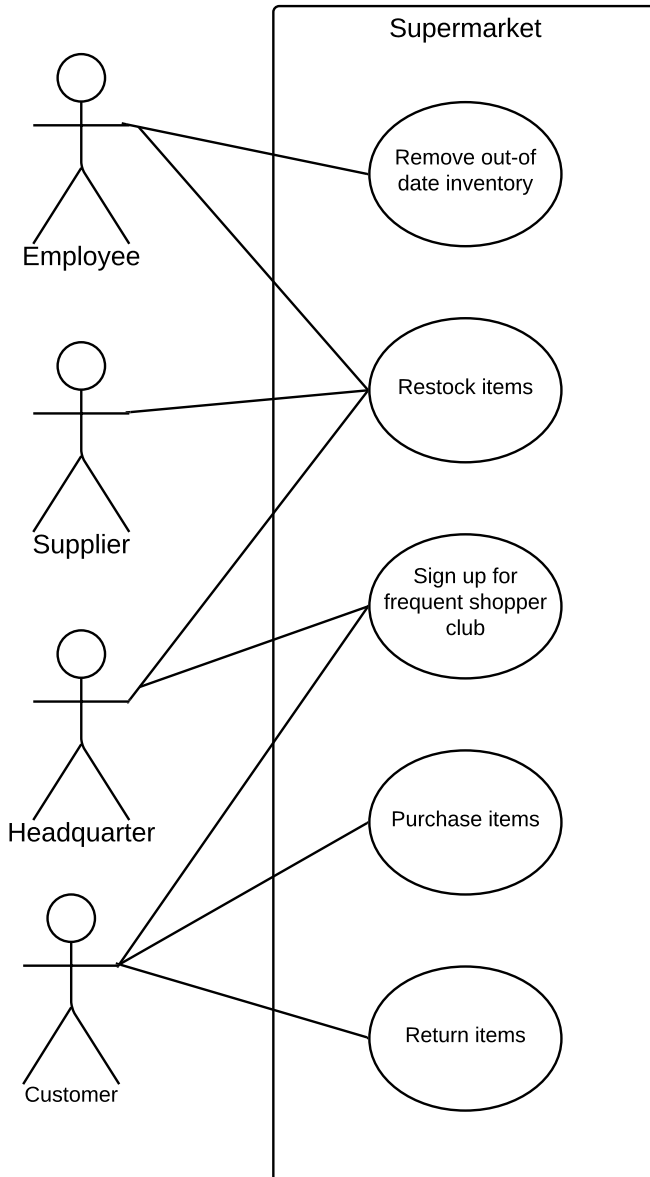 Supermarket
Remove out-of
date inventory
Employee
Restock items
Supplier
Sign up for
frequent shopper
club
Headquarter
Purchase items
Return items
Customer